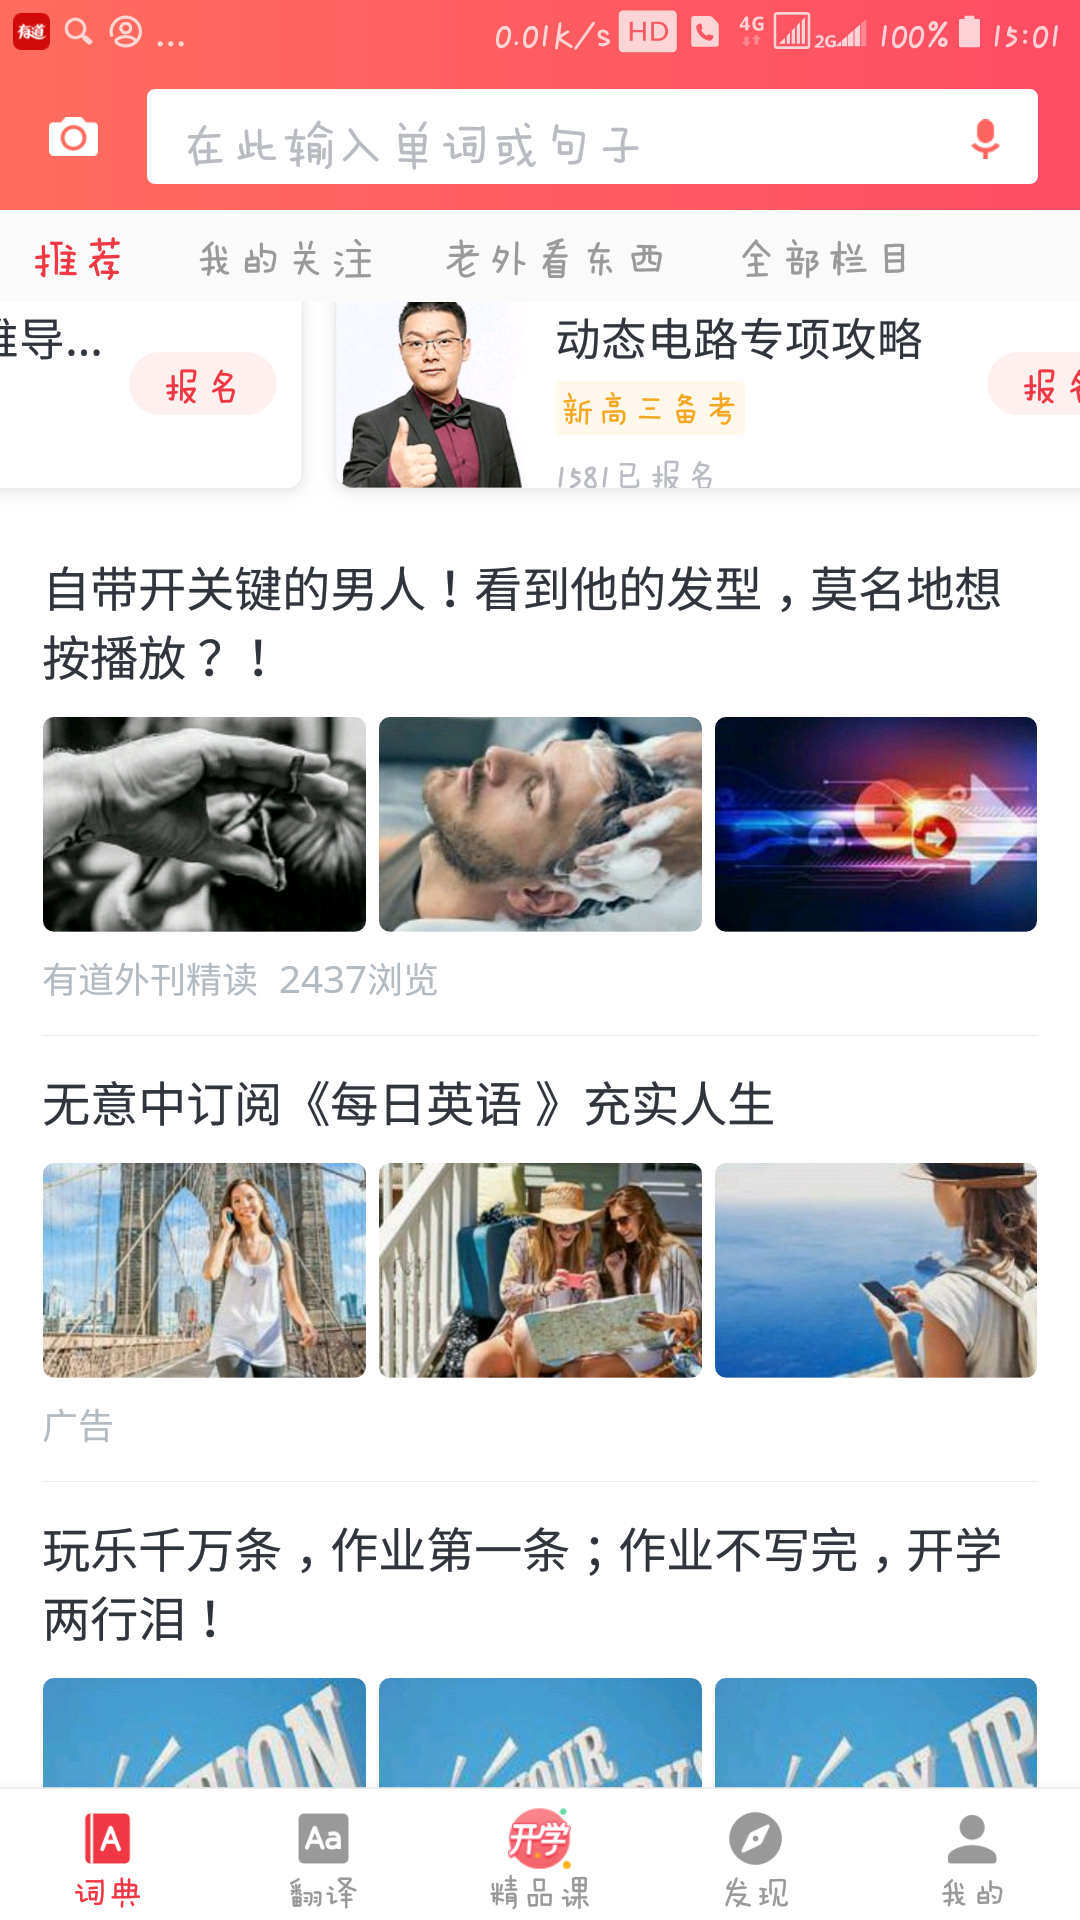 有道 ... 0.01K/s HD 4G 2G 100% 15:01
在此输入单词或句子
推荐 我的关注 老外看东西 全部栏目
推导... 动态电路专项攻略
报名 报名
新高三备考
1581已报名
自带开关键的男人！看到他的发型，莫名地想
按播放？！
有道外刊精读 2437浏览
无意中订阅《每日英语 》充实人生
广告
玩乐千万条，作业第一条；作业不写完，开学
两行泪！
YOUR UP
A Aa 开学
词典 翻译 精品课 发现 我的